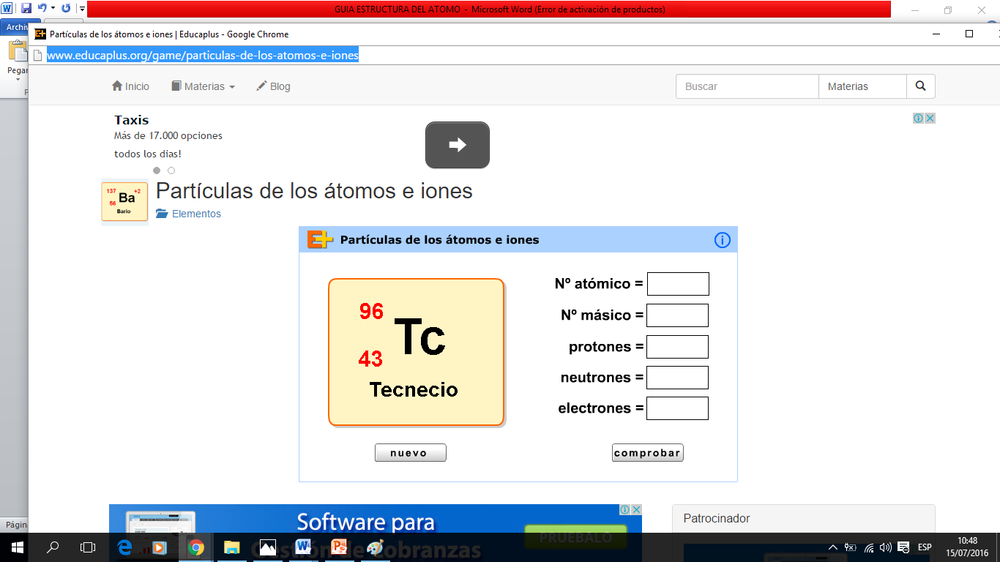 GUIA ESTRUCTURA DEL ATOMO - Microsoft Word (Error de activación de productos)
Archiv
Pegar
Partículas de los átomos e iones | Educaplus - Google Chrome
www.educaplus.org/game/particulas-de-los-atomos-e-iones
Inicio Materias Blog Buscar Materias
Taxis
Más de 17.000 opciones
todos los dias!
137 +2
Ba
56
Bario
Partículas de los átomos e iones
Elementos
E+ Partículas de los átomos e iones
96
Tc
43
Tecnecio
Nº atómico =
Nº másico =
protones =
neutrones =
electrones =
nuevo
comprobar
Software para
Gestión de Cobranzas
PRUEBALO
Patrocinador
Págin
ESP
10:48
15/07/2016